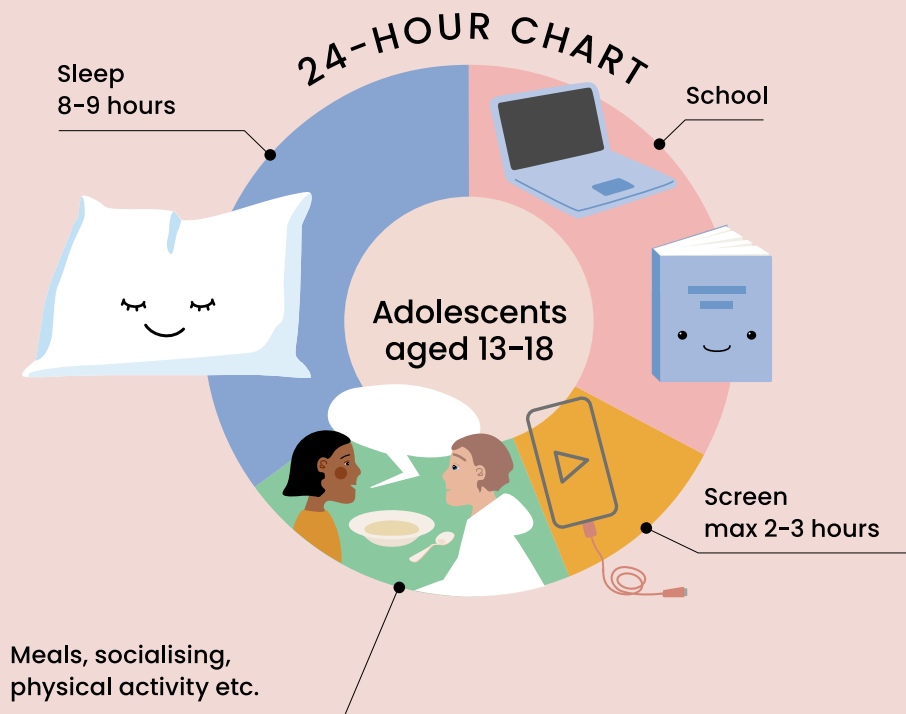 24-HOUR CHART
Sleep
8-9 hours
School
Adolescents
aged 13-18
Screen
max 2-3 hours
Meals, socialising,
physical activity etc.